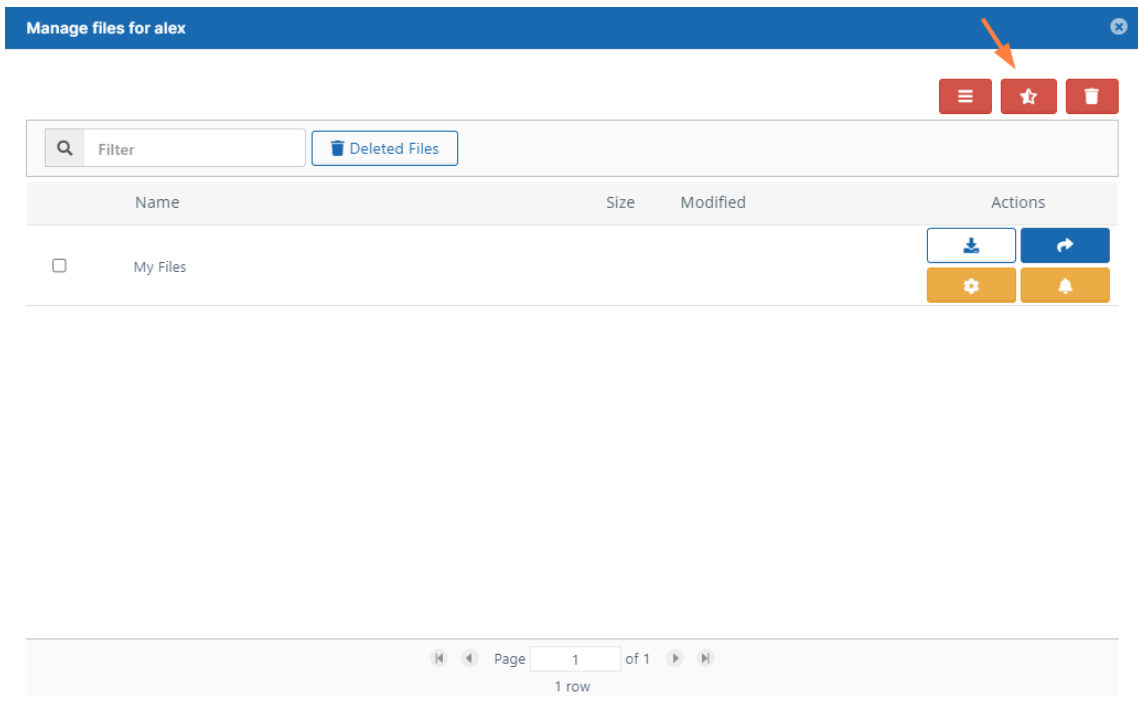 Manage files for alex
Filter
Deleted Files
Name Size Modified Actions
My Files
Page 1 of 1
1 row